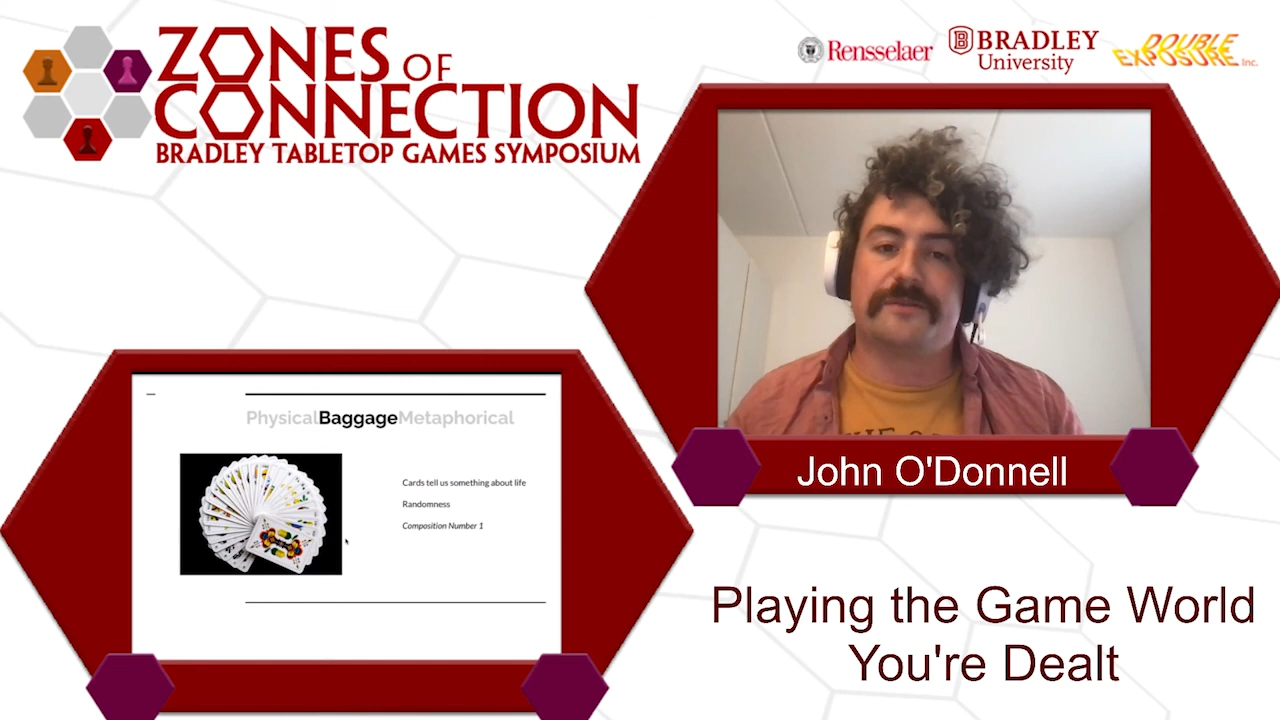 ZONES OF
CONNECTION
BRADLEY TABLETOP GAMES SYMPOSIUM
Rensselaer
BRADLEY
University
DOUBLE
EXPOSURE Inc.
John O'Donnell
PhysicalBaggageMetaphorical
Cards tell us something about life
Randomness
Composition Number 1
Playing the Game World
You're Dealt